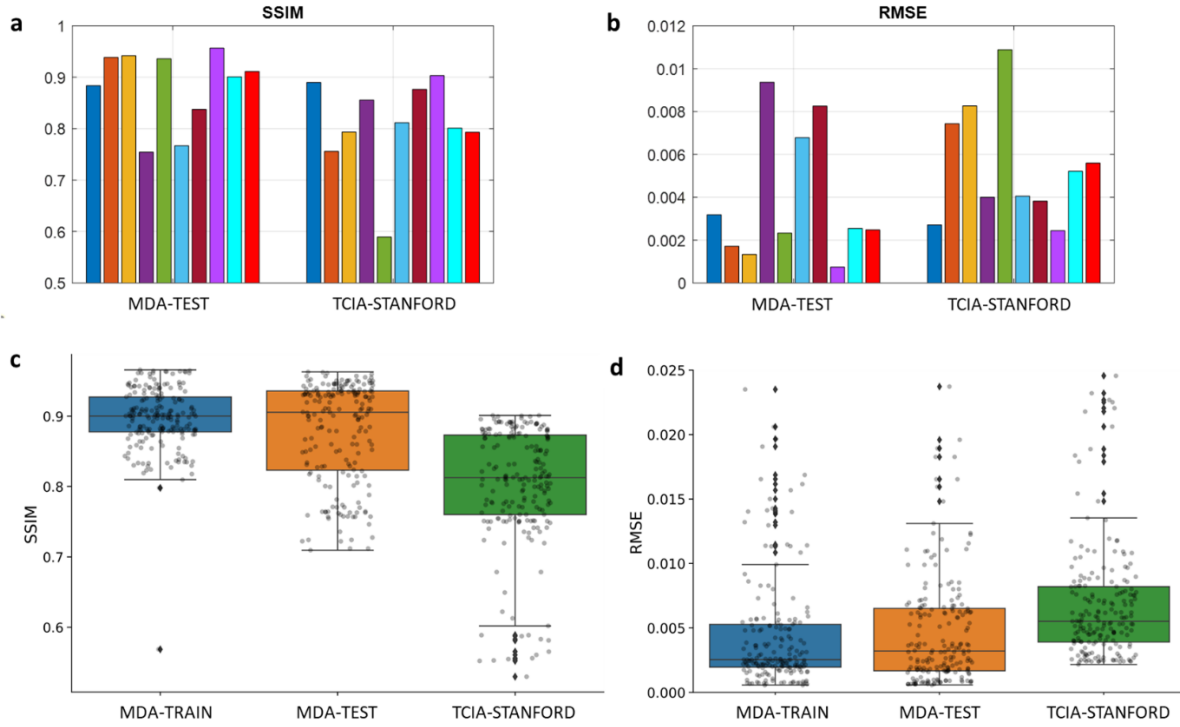 a
SSIM
1
0.9
0.8
0.7
0.6
0.5
MDA-TEST
TCIA-STANFORD
b
RMSE
0.012
0.01
0.008
0.006
0.004
0.002
0
MDA-TEST
TCIA-STANFORD
c
SSIM
0.9
0.8
0.7
0.6
MDA-TRAIN
MDA-TEST
TCIA-STANFORD
d
RMSE
0.025
0.020
0.015
0.010
0.005
0.000
MDA-TRAIN
MDA-TEST
TCIA-STANFORD